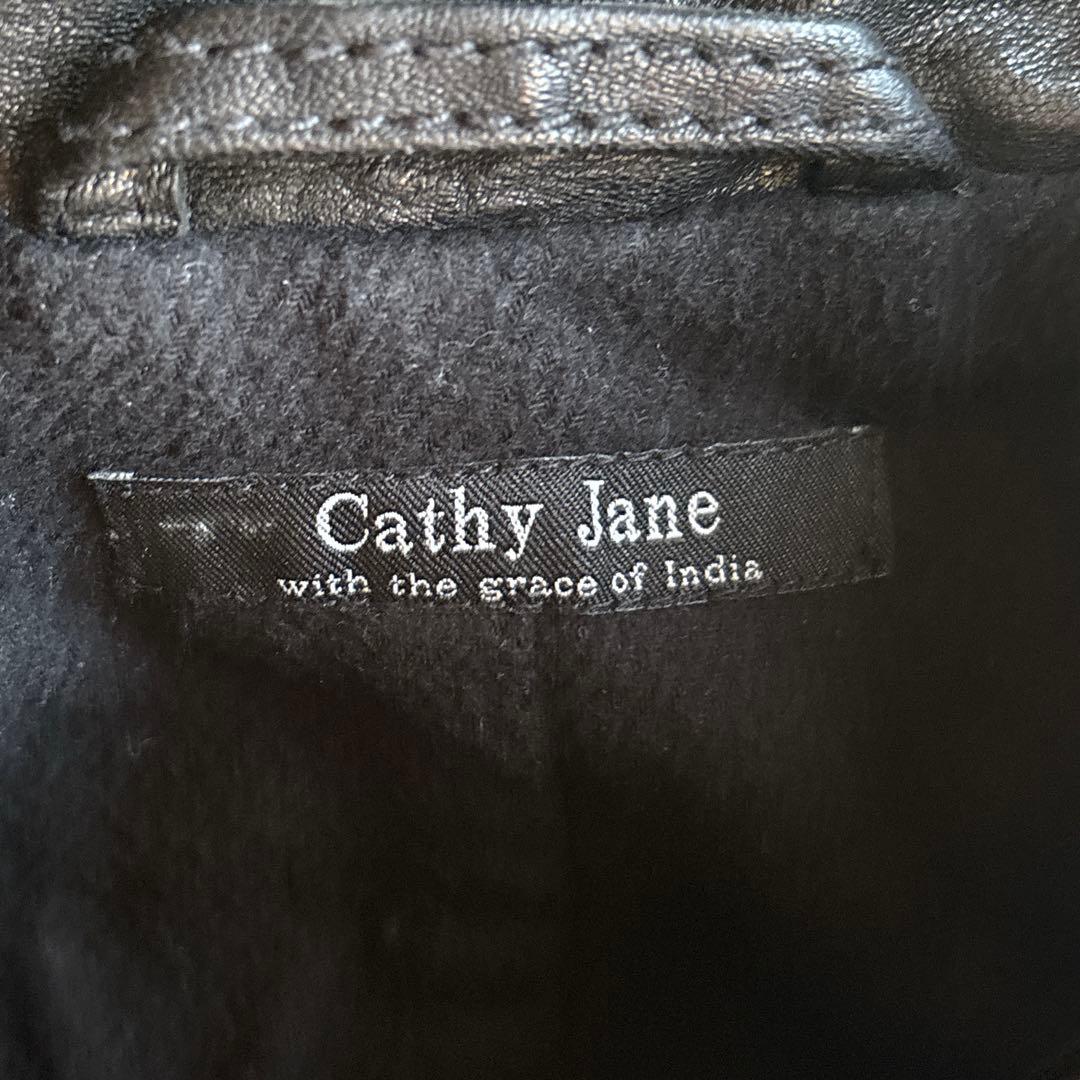 Cathy Jane
with the grace of India